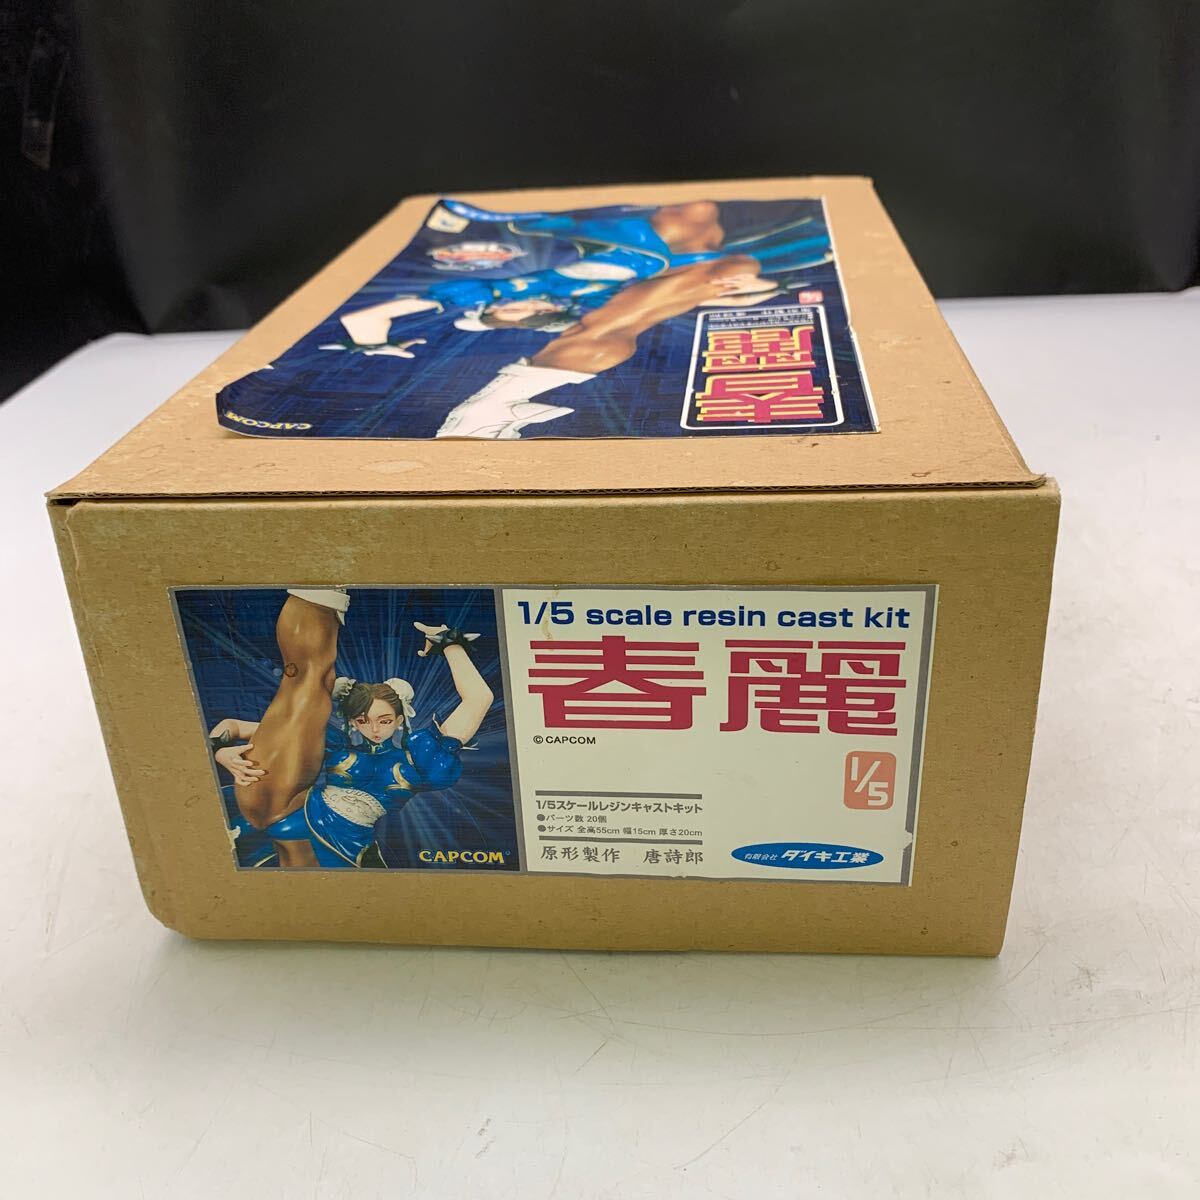 CAPCOM
春麗
1/5 scale resin cast kit
春麗
© CAPCOM
1/5
1/5スケールレジンキャストキット
●パーツ数 20個
●サイズ 全高55cm 幅15cm 厚さ20cm
原形製作 唐詩郎
有限会社 ダイキ工業
CAPCOM